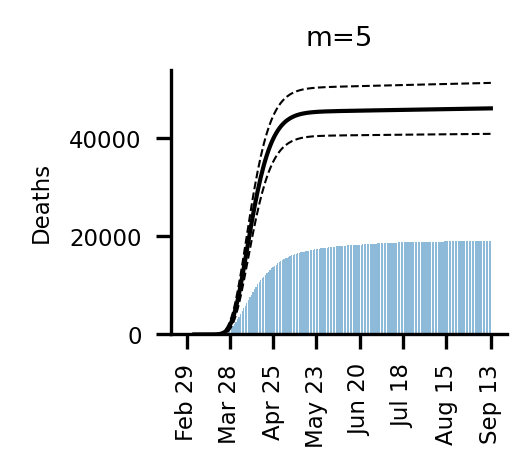 m=5
Deaths
40000
20000
0
Feb 29
Mar 28
Apr 25
May 23
Jun 20
Jul 18
Aug 15
Sep 13